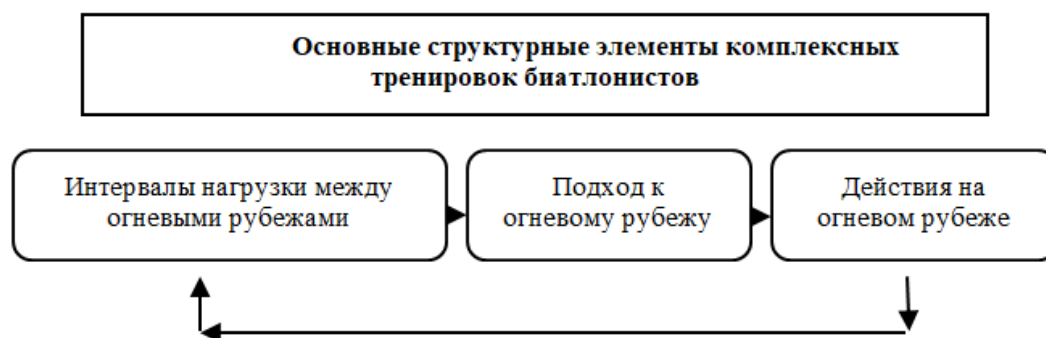 Основные структурные элементы комплексных
тренировок биатлонистов
Интервалы нагрузки между
огневыми рубежами
Подход к
огневому рубежу
Действия на
огневом рубеже